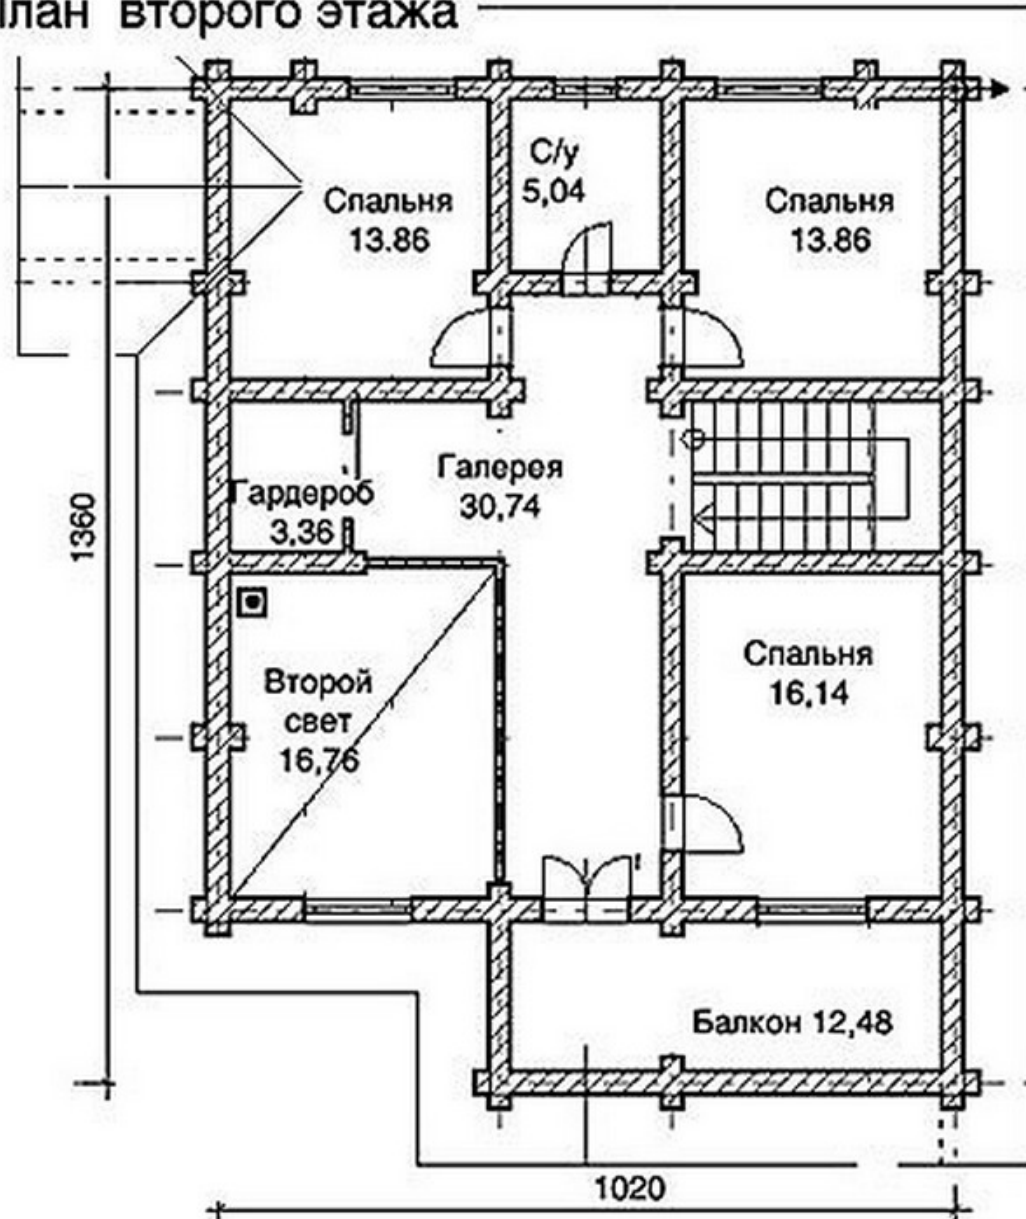 План второго этажа
С/у
5,04
Спальня
13.86
Спальня
13.86
Галерея
30,74
Гардероб
3,36
1360
Спальня
16,14
Второй
свет
16,76
Балкон 12,48
1020